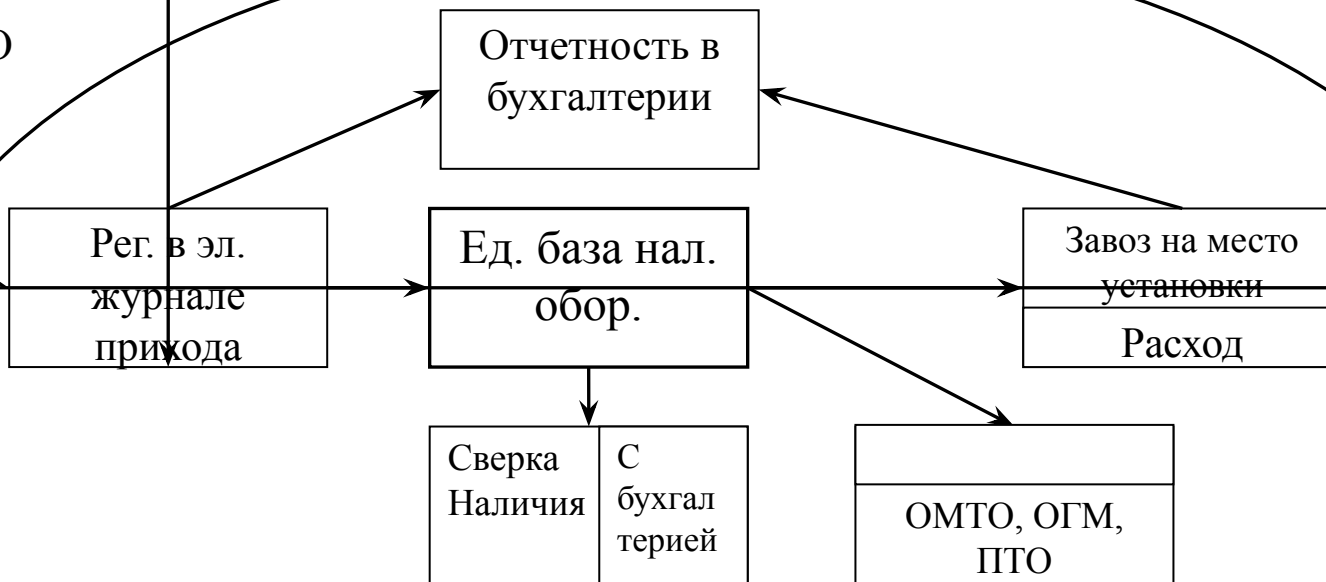 О
Отчетность в
бухгалтерии
Рег. в эл.
журнале
прихода
Ед. база нал.
обор.
Завоз на место
установки
Расход
Сверка
Наличия
С
бухгал
терией
ОМТО, ОГМ,
ПТО